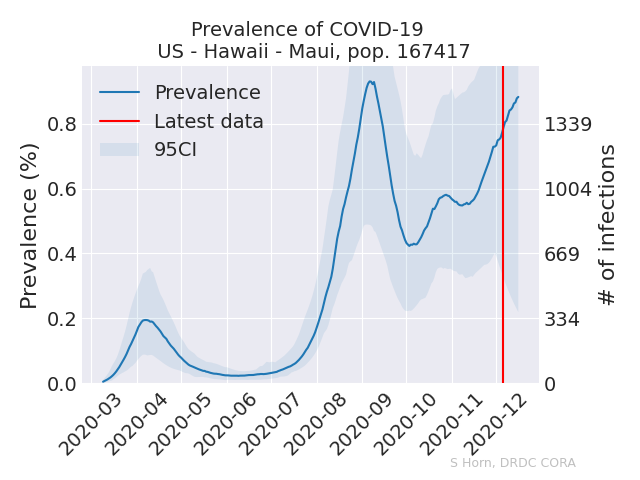 Prevalence of COVID-19
US - Hawaii - Maui, pop. 167417
Prevalence
Latest data
95CI
Prevalence (%)
0.8
0.6
0.4
0.2
0.0
1339
1004
669
334
0
# of infections
2020-03
2020-04
2020-05
2020-06
2020-07
2020-08
2020-09
2020-10
2020-11
2020-12
S Horn, DRDC CORA